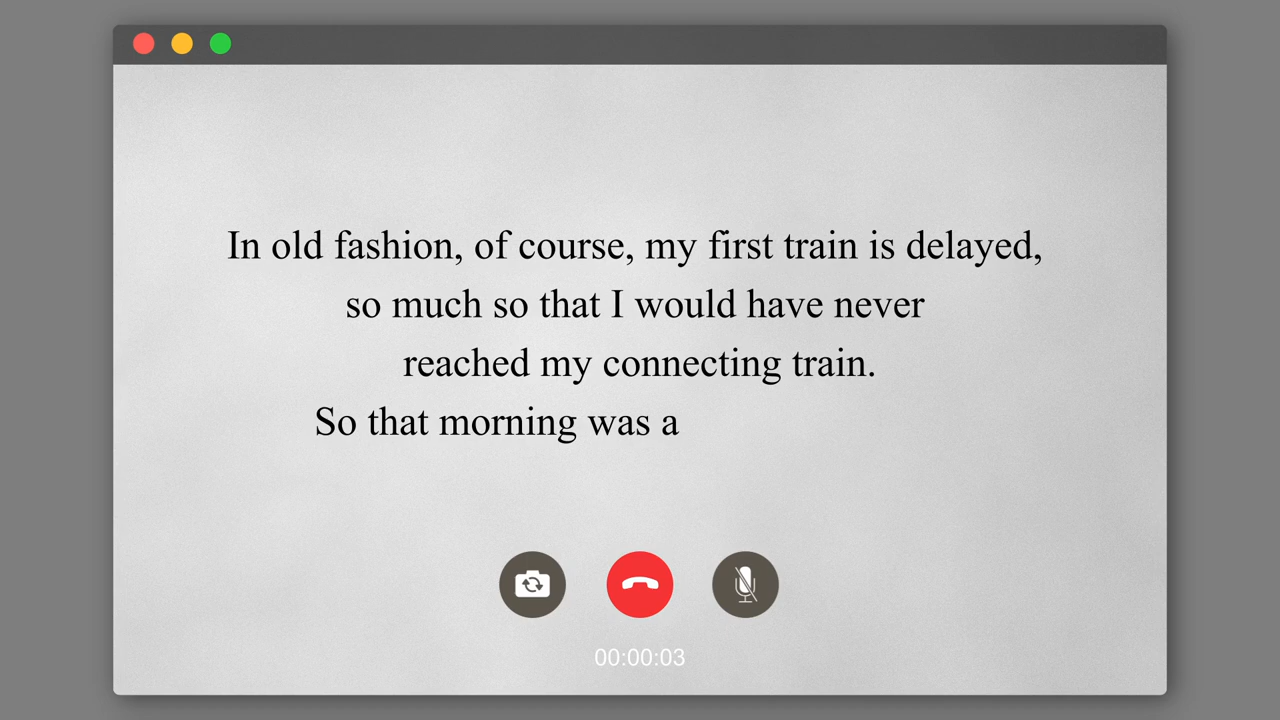 In old fashion, of course, my first train is delayed,
so much so that I would have never
reached my connecting train.
So that morning was a
00:00:03